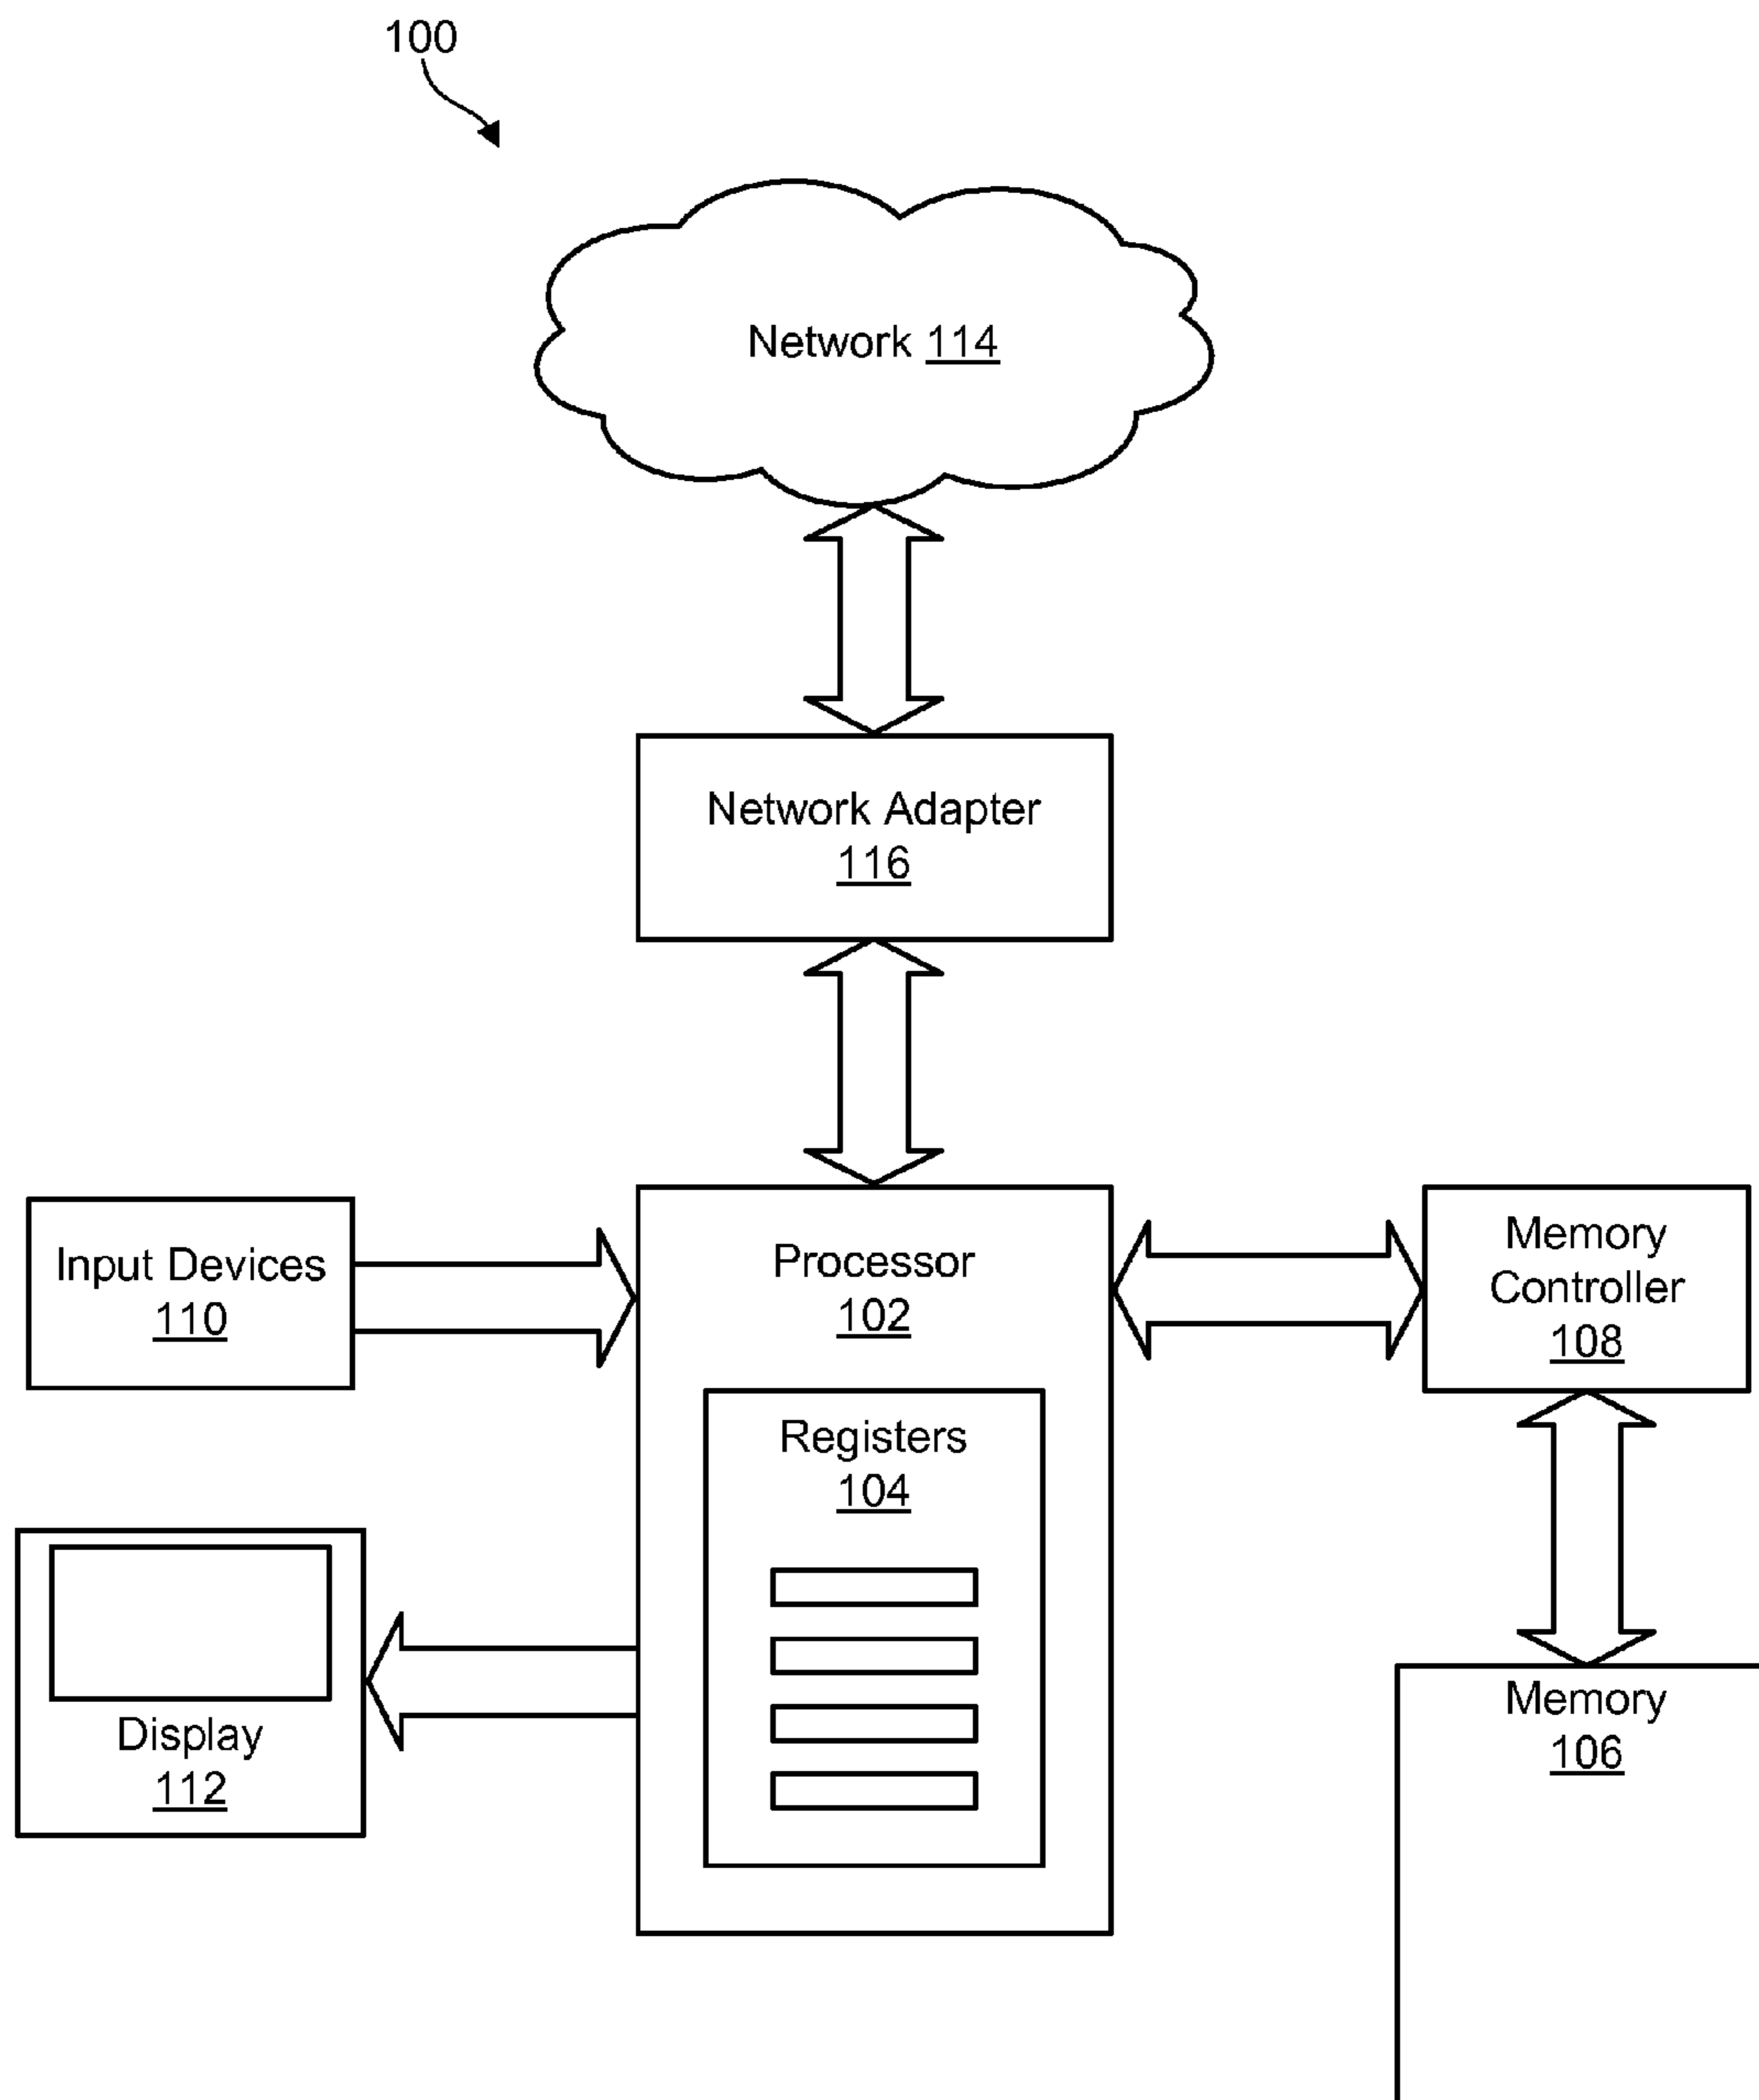 100
Network 114
Network Adapter
116
Input Devices
110
Processor
102
Memory
Controller
108
Registers
104
Display
112
Memory
106